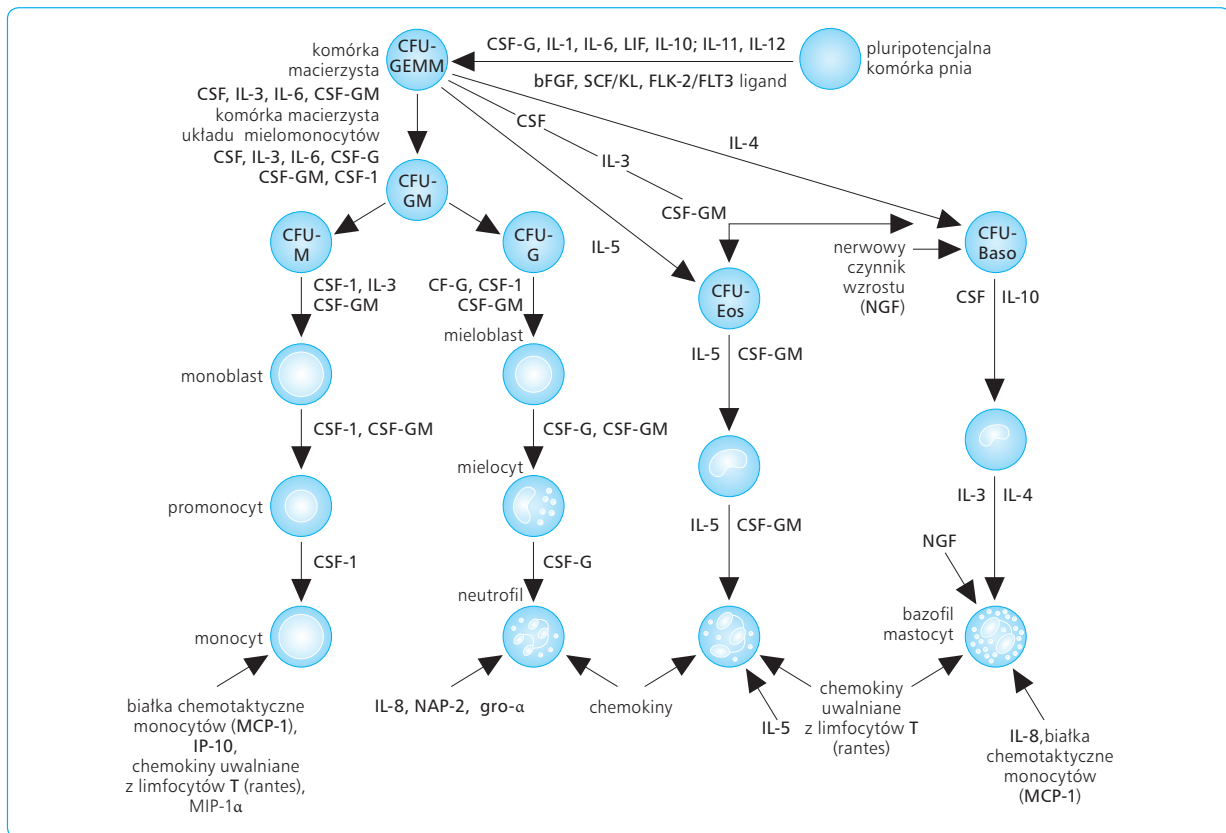 komórka
macierzysta
CFU-
GEMM
CSF-G, IL-1, IL-6, LIF, IL-10; IL-11, IL-12
bFGF, SCF/KL, FLK-2/FLT3 ligand
pluripotencjalna
komórka pnia
CSF, IL-3, IL-6, CSF-GM
komórka macierzysta
układu mielomonocytów
CSF, IL-3, IL-6, CSF-G
CSF-GM, CSF-1
CFU-
GM
CSF
IL-3
CSF-GM
IL-4
IL-5
CFU-
M
CFU-
G
CFU-
Eos
CFU-
Baso
nerwowy
czynnik
wzrostu
(NGF)
CSF-1, IL-3
CSF-GM
CF-G, CSF-1
CSF-GM
CSF IL-10
monoblast
mieloblast
IL-5 CSF-GM
CSF-1, CSF-GM
CSF-G, CSF-GM
promonocyt
mielocyt
IL-5 CSF-GM
IL-3 IL-4
NGF
CSF-1
CSF-G
monocyt
neutrofil
bazofil
mastocyt
białka chemotaktyczne
monocytów (MCP-1),
IP-10,
chemokiny uwalniane
z limfocytów T (rantes),
MIP-1α
IL-8, NAP-2, gro-α
chemokiny
IL-5
chemokiny
uwalniane
z limfocytów T
(rantes)
IL-8,białka
chemotaktyczne
monocytów
(MCP-1)